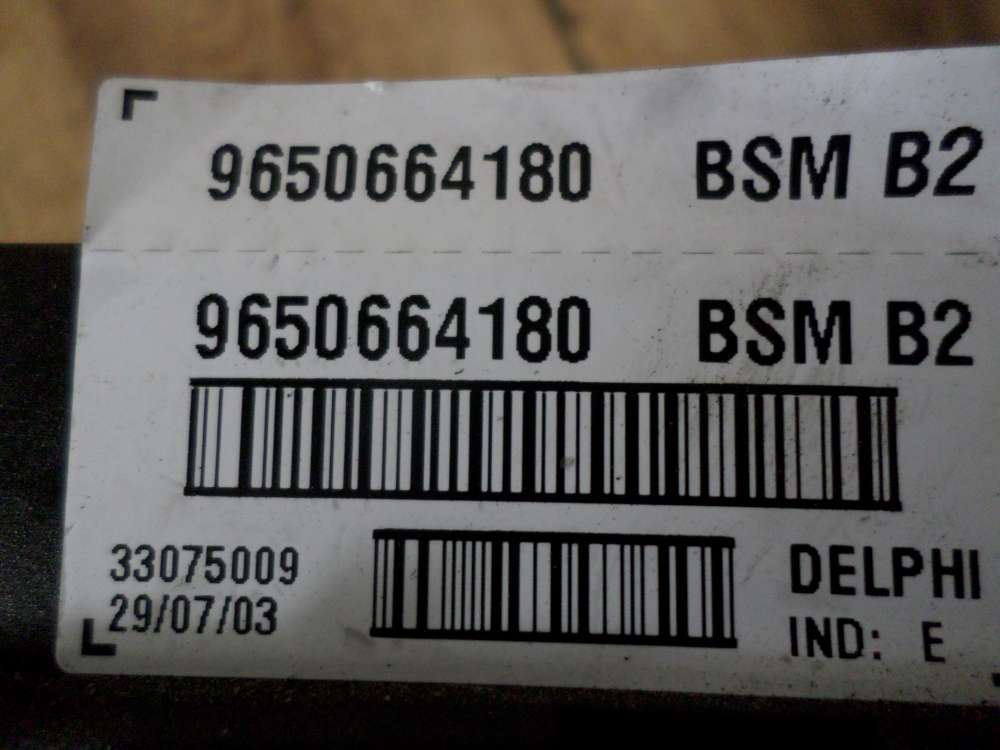 9650664180 BSM B2
9650664180 BSM B2
33075009
29/07/03
DELPHI
IND: E